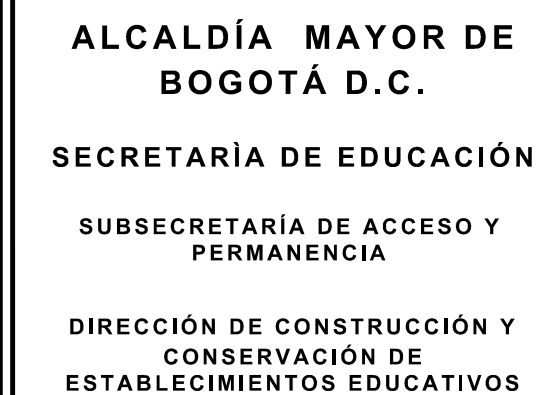 ALCALDÍA MAYOR DE
BOGOTÁ D.C.
SECRETARÌA DE EDUCACIÓN
SUBSECRETARÍA DE ACCESO Y
PERMANENCIA
DIRECCIÓN DE CONSTRUCCIÓN Y
CONSERVACIÓN DE
ESTABLECIMIENTOS EDUCATIVOS